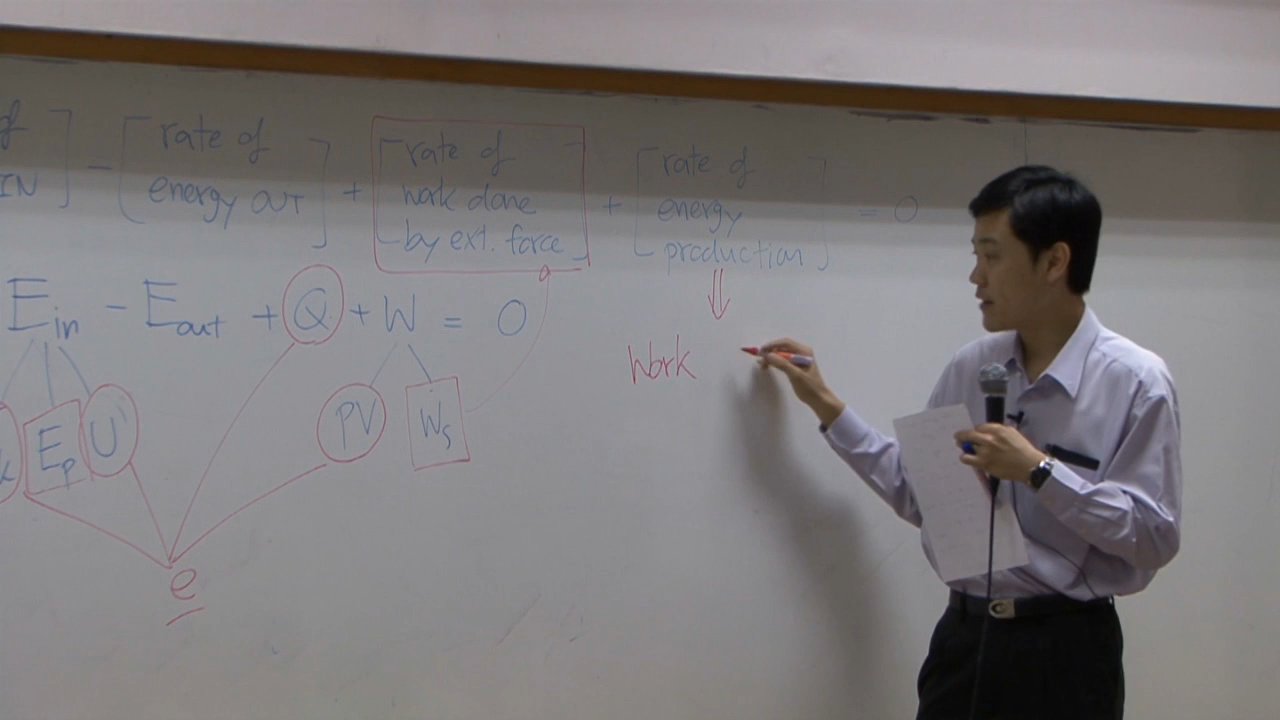 of
IN] - [rate of
energy OUT] + [rate of
work done
by ext. force] + [rate of
energy
production] = 0
Ein - Eout + Q + W = 0
Ep U PV Ws
Work
e